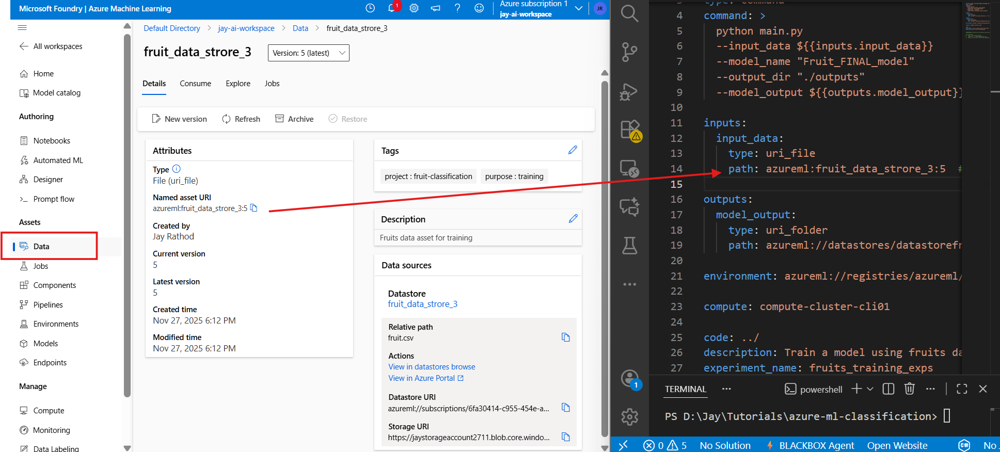 Microsoft Foundry | Azure Machine Learning
1
Azure subscription 1
jay-ai-workspace
JR
All workspaces
Home
Model catalog
Authoring
Notebooks
Automated ML
Designer
Prompt flow
Assets
Data
Jobs
Components
Pipelines
Environments
Models
Endpoints
Manage
Compute
Monitoring
Data Labeling
Default Directory > jay-ai-workspace > Data > fruit_data_strore_3
fruit_data_strore_3
Version: 5 (latest)
Details Consume Explore Jobs
New version Refresh Archive Restore
Attributes
Type
File (uri_file)
Named asset URI
azureml:fruit_data_strore_3:5
Created by
Jay Rathod
Current version
5
Latest version
5
Created time
Nov 27, 2025 6:12 PM
Modified time
Nov 27, 2025 6:12 PM
Tags
project : fruit-classification purpose : training
Description
Fruits data asset for training
Data sources
Datastore
fruit_data_strore_3
Relative path
fruit.csv
Actions
View in datastores browse
View in Azure Portal
Datastore URI
azureml://subscriptions/6fa30414-c955-454e-a...
Storage URI
https://jaystorageaccount2711.blob.core.windo...
3 type: command
4 command: >
5 python main.py
6 --input_data ${{inputs.input_data}}
7 --model_name "Fruit_FINAL_model"
8 --output_dir "./outputs"
9 --model_output ${{outputs.model_output}}
10
11 inputs:
12 input_data:
13 type: uri_file
14 path: azureml:fruit_data_strore_3:5 #
15
16 outputs:
17 model_output:
18 type: uri_folder
19 path: azureml://datastores/datastorefr
20
21 environment: azureml://registries/azureml/
22
23 compute: compute-cluster-cli01
24
25 code: ../
26 description: Train a model using fruits da
27 experiment_name: fruits_training_exps
1
TERMINAL ... powershell ...
PS D:\Jay\Tutorials\azure-ml-classification>
0 5 No Solution BLACKBOX Agent Open Website C# No